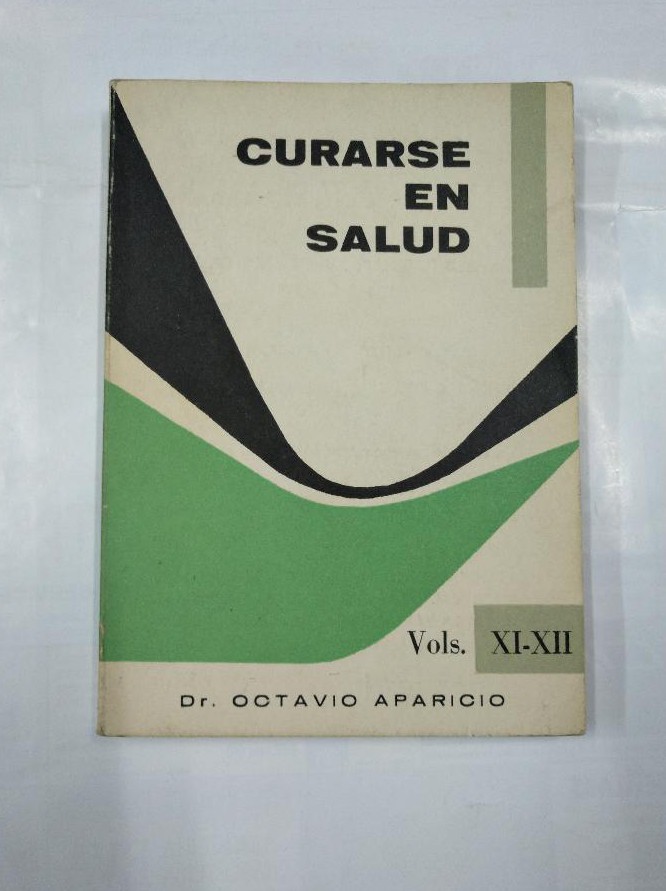 CURARSE
EN
SALUD
Vols. XI-XII
Dr. OCTAVIO APARICIO